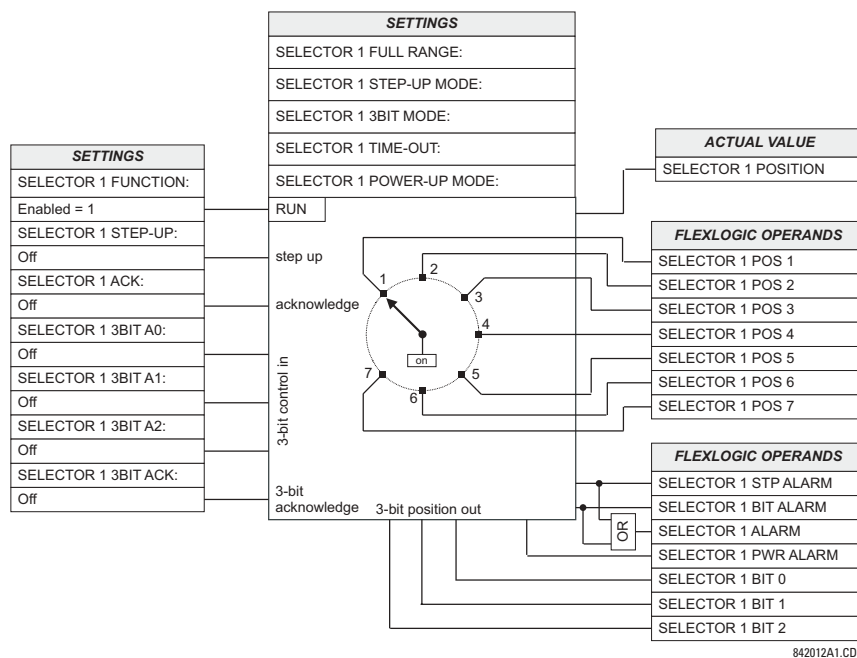 SETTINGS
SELECTOR 1 FULL RANGE:
SELECTOR 1 STEP-UP MODE:
SELECTOR 1 3BIT MODE:
SELECTOR 1 TIME-OUT:
SELECTOR 1 POWER-UP MODE:
SETTINGS
SELECTOR 1 FUNCTION:
Enabled = 1
SELECTOR 1 STEP-UP:
Off
SELECTOR 1 ACK:
Off
SELECTOR 1 3BIT A0:
Off
SELECTOR 1 3BIT A1:
Off
SELECTOR 1 3BIT A2:
Off
SELECTOR 1 3BIT ACK:
Off
RUN
step up
acknowledge
3-bit control in
3-bit
acknowledge
3-bit position out
1
2
3
4
5
6
7
on
ACTUAL VALUE
SELECTOR 1 POSITION
FLEXLOGIC OPERANDS
SELECTOR 1 POS 1
SELECTOR 1 POS 2
SELECTOR 1 POS 3
SELECTOR 1 POS 4
SELECTOR 1 POS 5
SELECTOR 1 POS 6
SELECTOR 1 POS 7
FLEXLOGIC OPERANDS
SELECTOR 1 STP ALARM
SELECTOR 1 BIT ALARM
OR
SELECTOR 1 ALARM
SELECTOR 1 PWR ALARM
SELECTOR 1 BIT 0
SELECTOR 1 BIT 1
SELECTOR 1 BIT 2
842012A1.CD